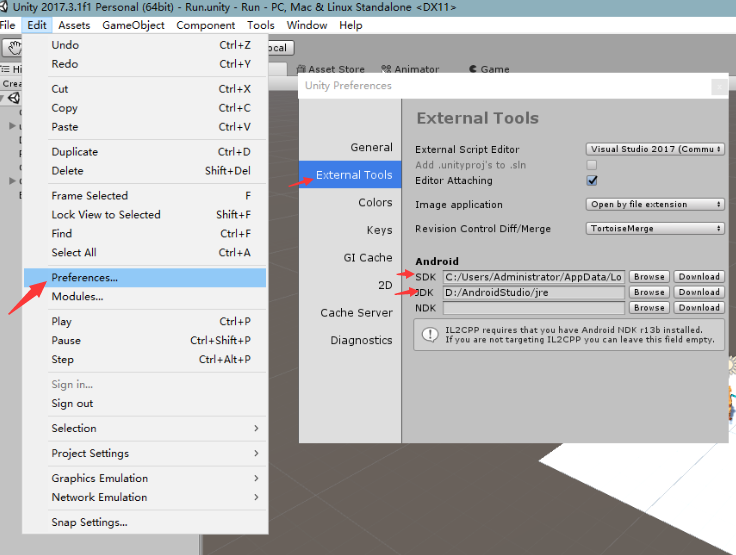 Unity 2017.3.1f1 Personal (64bit) - Run.unity - Run - PC, Mac & Linux Standalone <DX11>
File Edit Assets GameObject Component Tools Window Help
Undo Ctrl+Z
Redo Ctrl+Y
Cut Ctrl+X
Copy Ctrl+C
Paste Ctrl+V
Duplicate Ctrl+D
Delete Shift+Del
Frame Selected F
Lock View to Selected Shift+F
Find Ctrl+F
Select All Ctrl+A
Preferences...
Modules...
Play Ctrl+P
Pause Ctrl+Shift+P
Step Ctrl+Alt+P
Sign in...
Sign out
Selection
Project Settings
Graphics Emulation
Network Emulation
Snap Settings...
ocal
Asset Store Animator Game
Hi
Crea
Unity Preferences
General
External Tools
Colors
Keys
GI Cache
2D
Cache Server
Diagnostics
External Tools
External Script Editor Visual Studio 2017 (Commu
Add .unityproj's to .sln
Editor Attaching
Image application Open by file extension
Revision Control Diff/Merge TortoiseMerge
Android
SDK C:/Users/Administrator/AppData/Lo Browse Download
JDK D:/AndroidStudio/jre Browse Download
NDK Browse Download
IL2CPP requires that you have Android NDK r13b installed.
If you are not targeting IL2CPP you can leave this field empty.